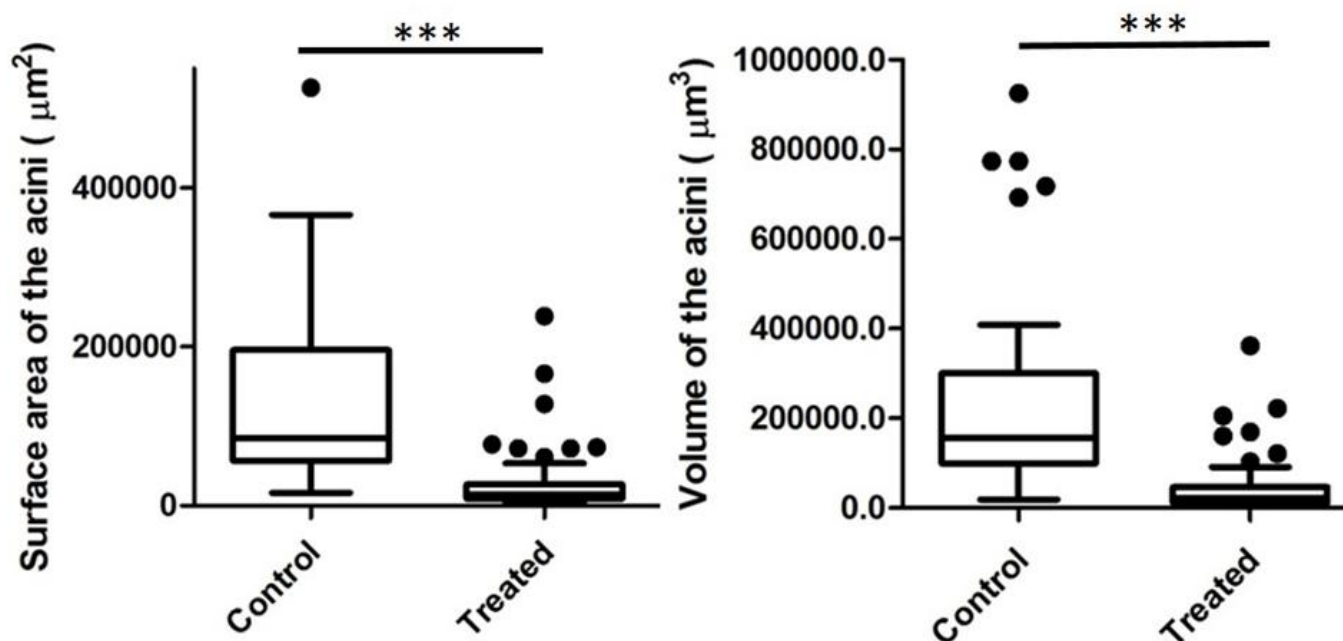 Surface area of the acini ( μm²)
***
400000
200000
0
Control
Treated
Volume of the acini ( μm³)
***
1000000.0
800000.0
600000.0
400000.0
200000.0
0.0
Control
Treated